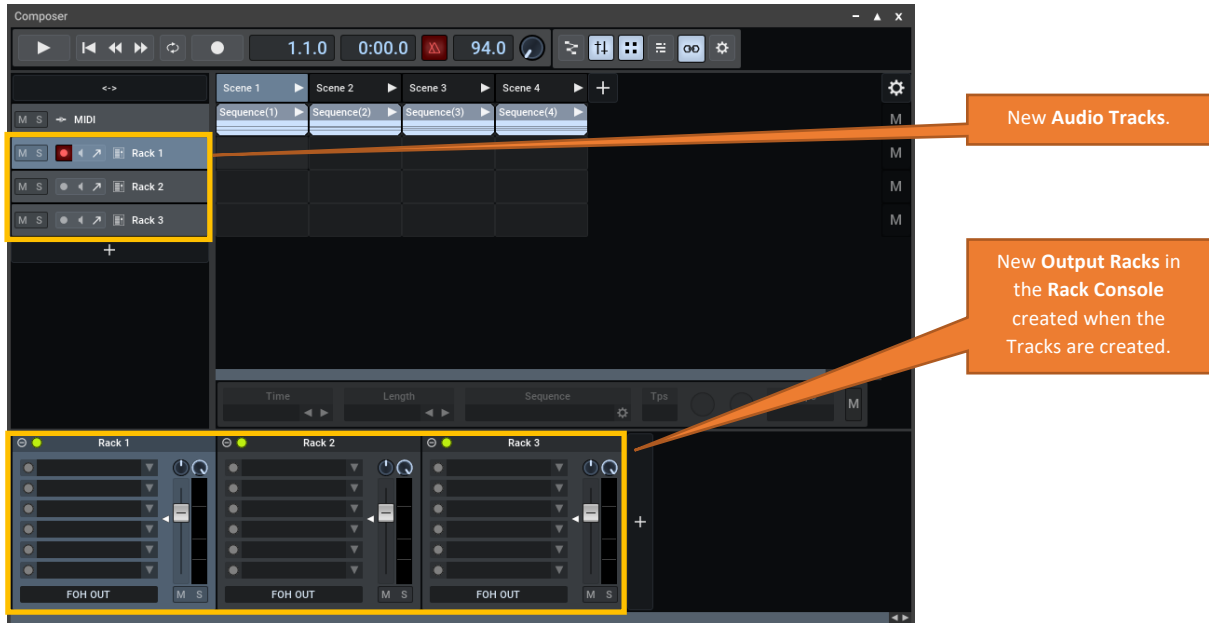 Composer
1.1.0 0:00.0 94.0
<-> Scene 1 Scene 2 Scene 3 Scene 4 +
M S MIDI Sequence(1) Sequence(2) Sequence(3) Sequence(4) M
New Audio Tracks.
M S Rack 1 M
M S Rack 2 M
M S Rack 3 M
+
New Output Racks in
the Rack Console
created when the
Tracks are created.
Time Length Sequence Tps M
Rack 1 Rack 2 Rack 3
+
FOH OUT M S FOH OUT M S FOH OUT M S